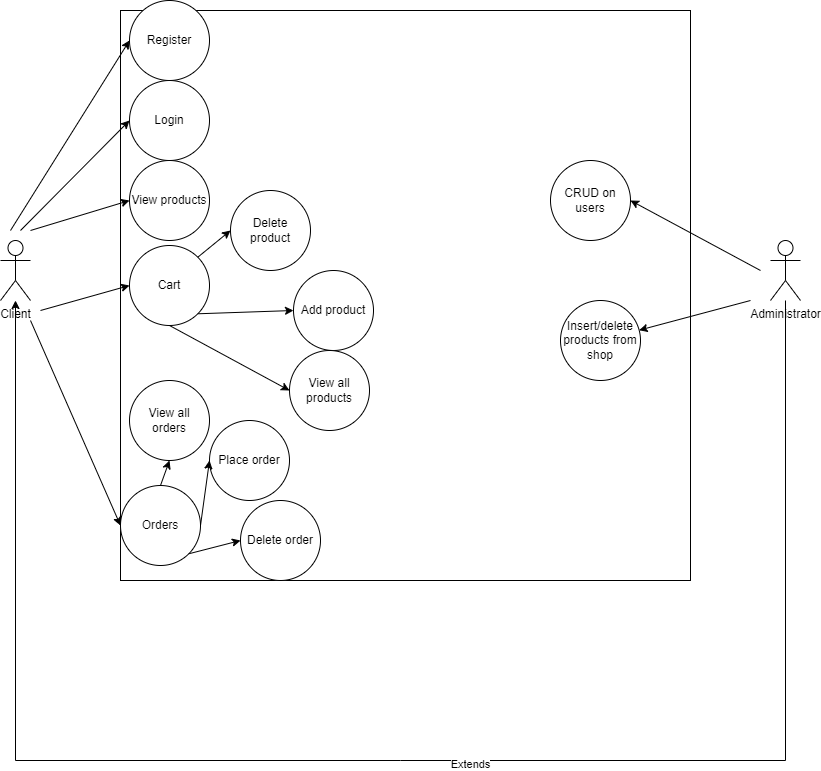 Register
Login
View products
Delete
product
CRUD on
users
Cart
Add product
Client
Administrator
Insert/delete
products from
shop
View all
products
View all
orders
Place order
Orders
Delete order
Extends